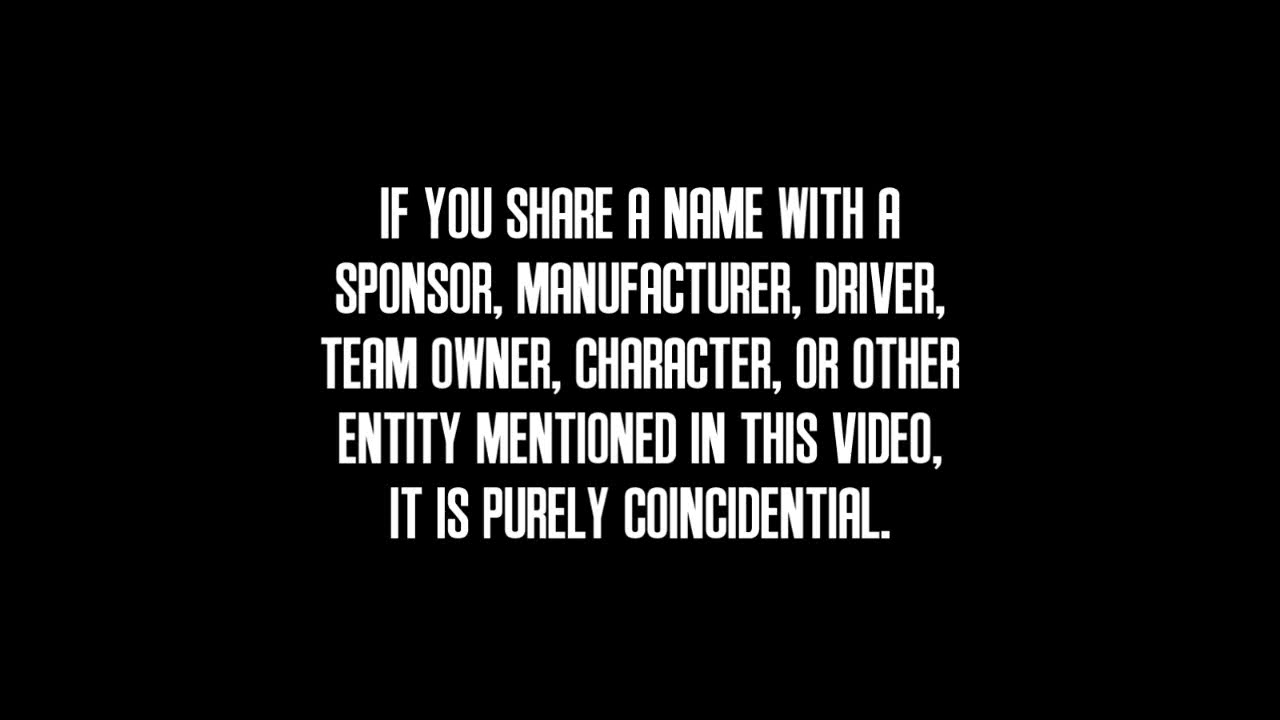 IF YOU SHARE A NAME WITH A
SPONSOR, MANUFACTURER, DRIVER,
TEAM OWNER, CHARACTER, OR OTHER
ENTITY MENTIONED IN THIS VIDEO,
IT IS PURELY COINCIDENTIAL.